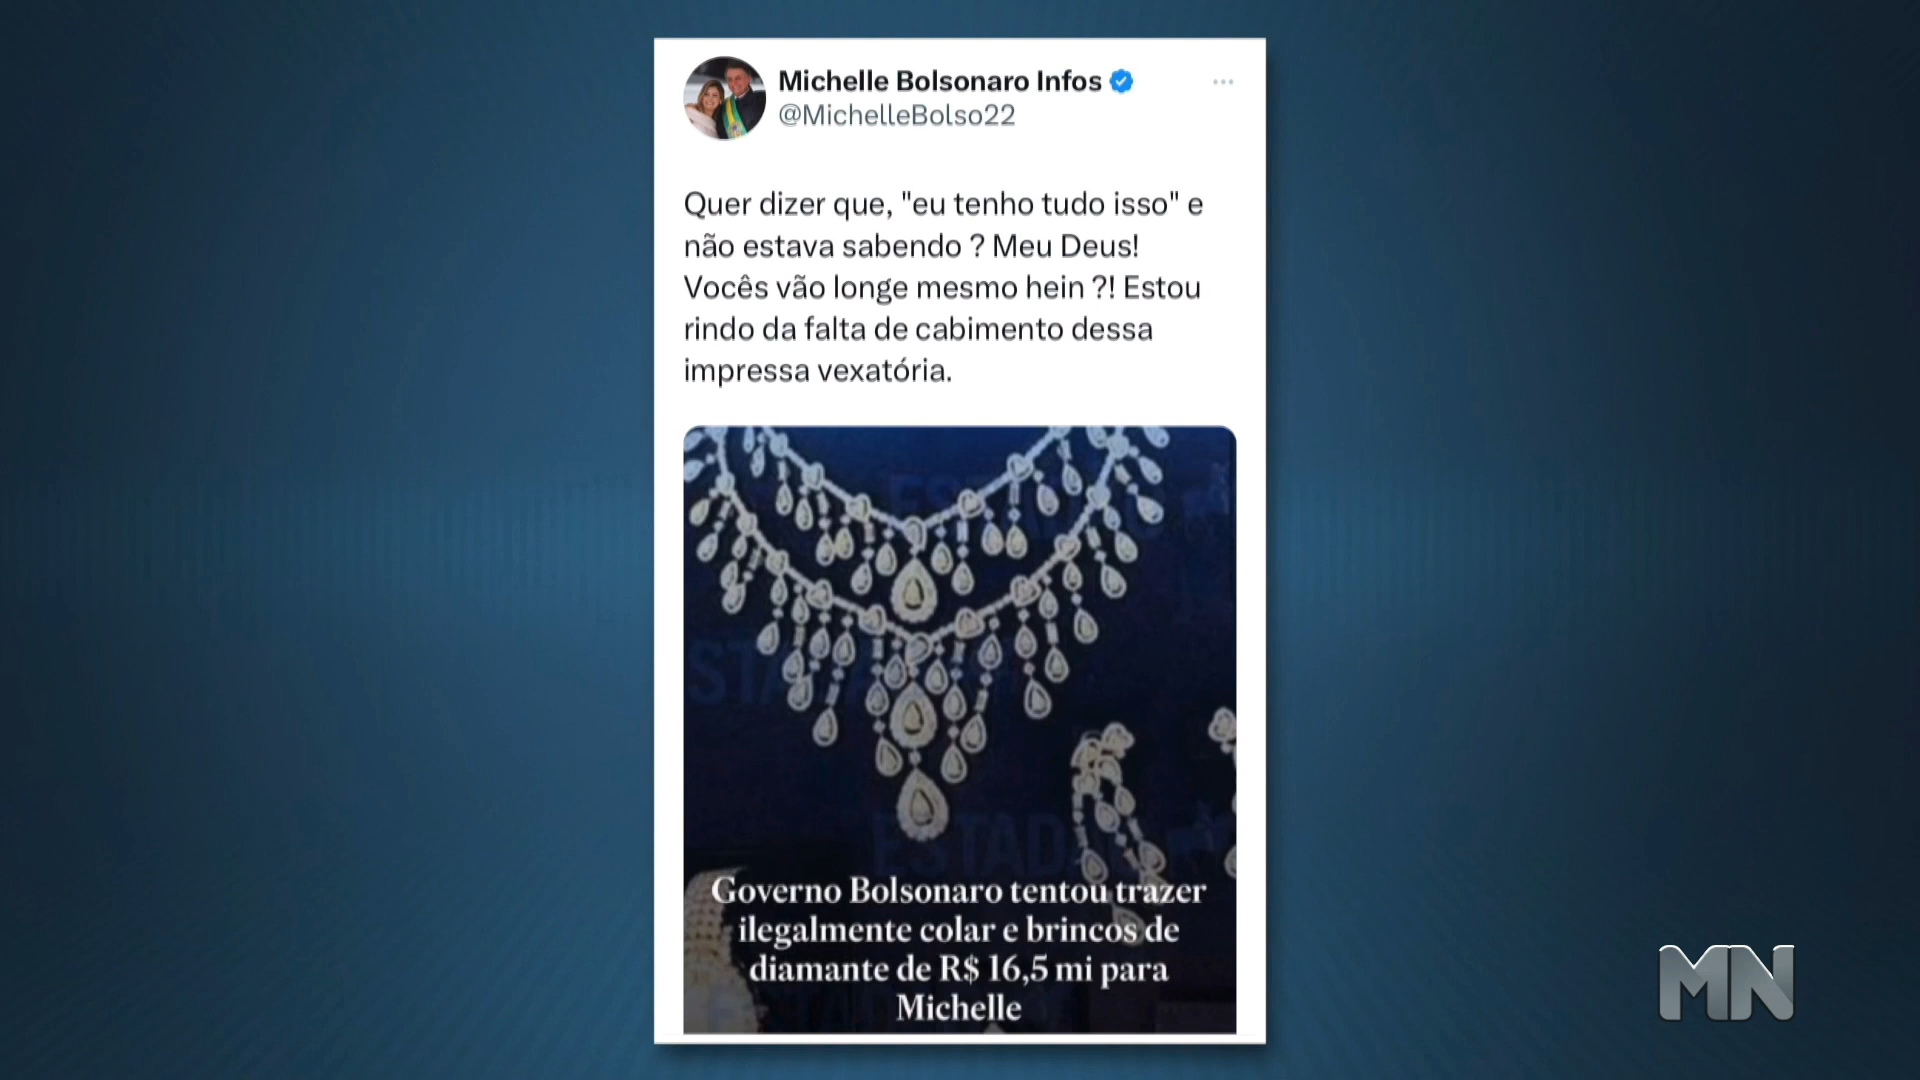 Michelle Bolsonaro Infos
@MichelleBolso22
Quer dizer que, "eu tenho tudo isso" e
não estava sabendo ? Meu Deus!
Vocês vão longe mesmo hein ?! Estou
rindo da falta de cabimento dessa
impressa vexatória.
Governo Bolsonaro tentou trazer
ilegalmente colar e brincos de
diamante de R$ 16,5 mi para
Michelle
MN